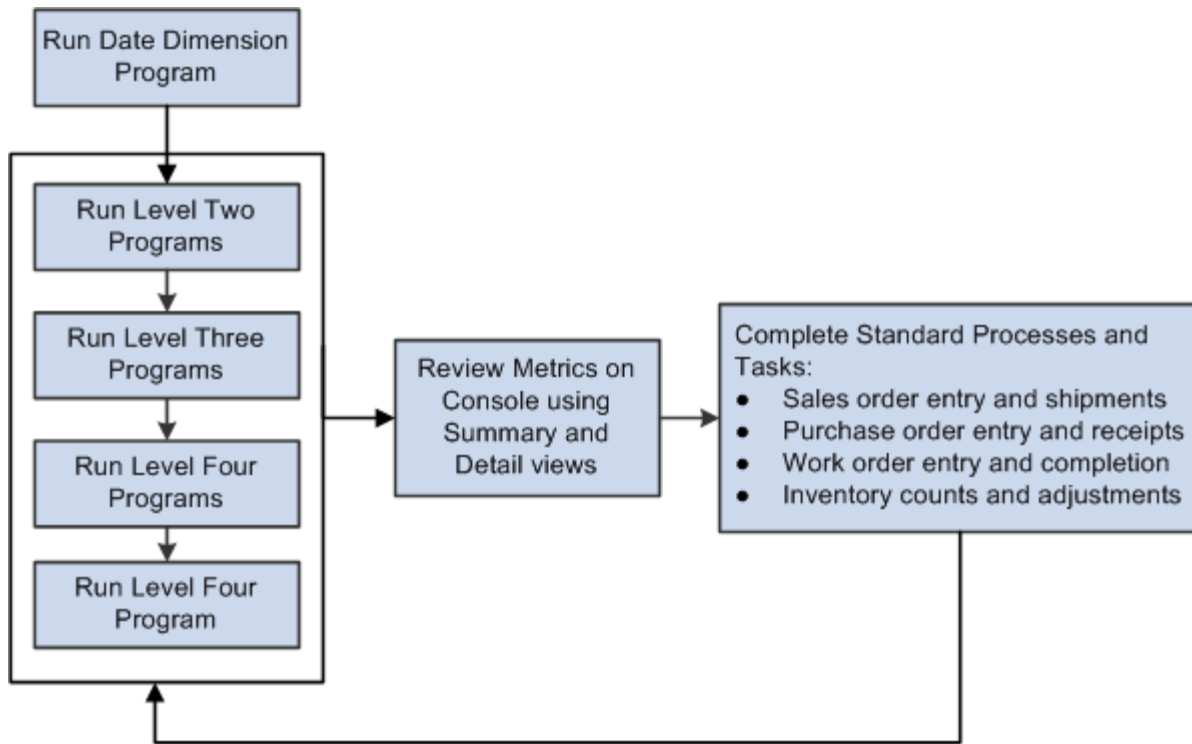 Run Date Dimension
Program
Run Level Two
Programs
Run Level Three
Programs
Run Level Four
Programs
Run Level Four
Program
Review Metrics on
Console using
Summary and
Detail views
Complete Standard Processes and
Tasks:
● Sales order entry and shipments
● Purchase order entry and receipts
● Work order entry and completion
● Inventory counts and adjustments